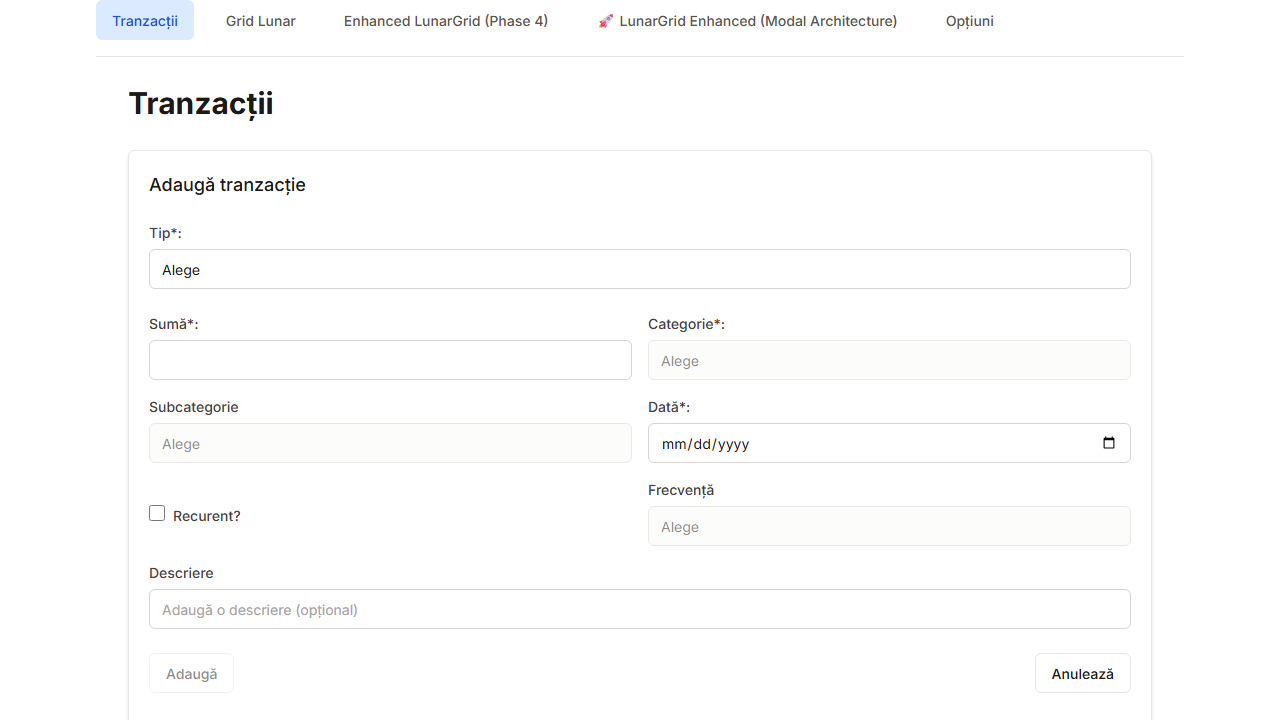 Tranzacții Grid Lunar Enhanced LunarGrid (Phase 4) 🚀 LunarGrid Enhanced (Modal Architecture) Opțiuni
Tranzacții
Adaugă tranzacție
Tip*:
Alege
Sumă*: Categorie*:
Alege
Subcategorie Dată*:
Alege mm/dd/yyyy
Frecvență
Recurent?
Alege
Descriere
Adaugă o descriere (opțional)
Adaugă Anulează